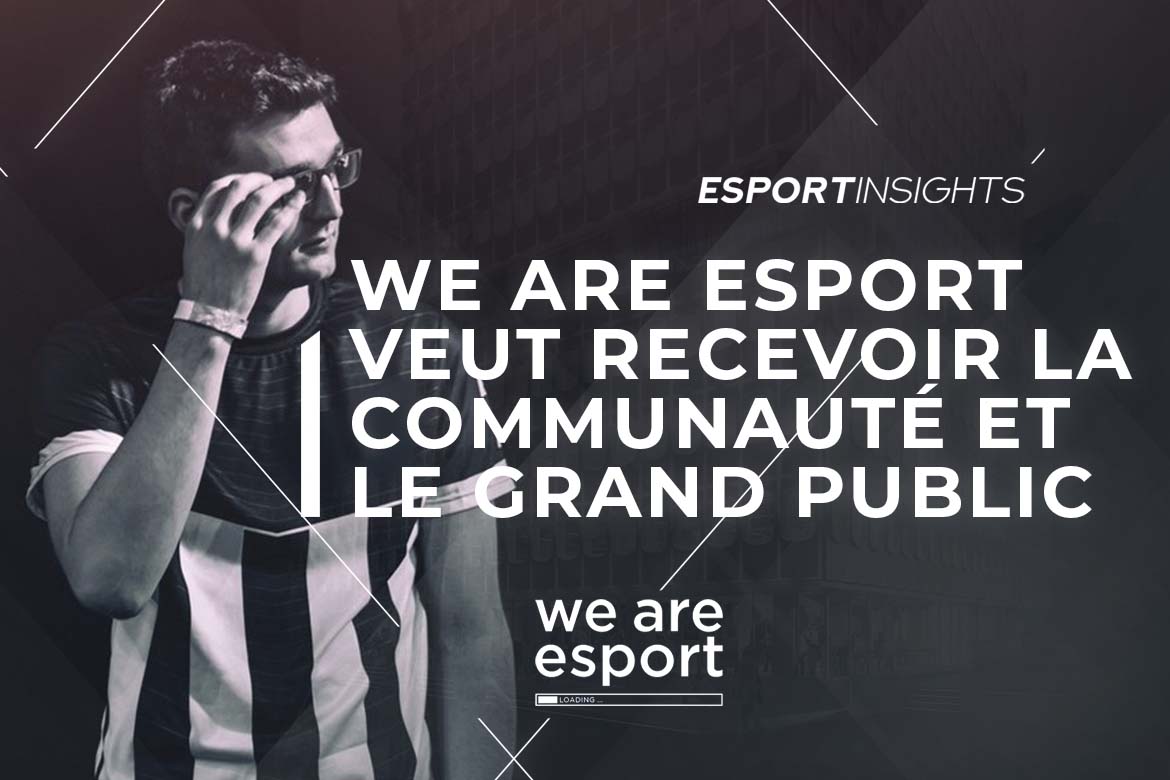 ESPORTINSIGHTS
WE ARE ESPORT
VEUT RECEVOIR LA
COMMUNAUTÉ ET
LE GRAND PUBLIC
we are
esport
LOADING ...